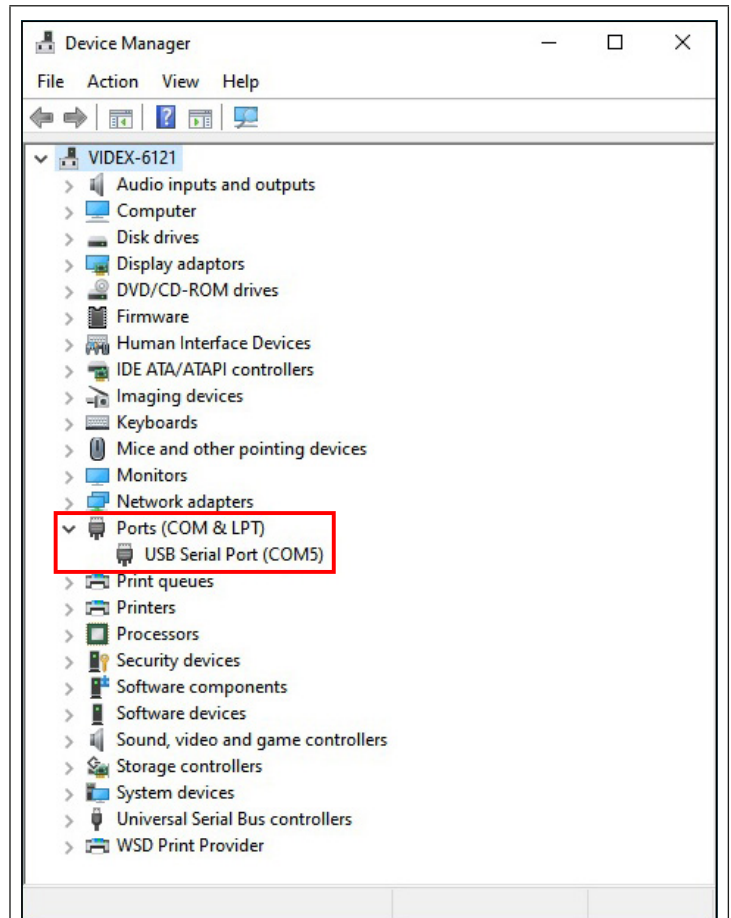 Device Manager
File Action View Help
VIDEX-6121
Audio inputs and outputs
Computer
Disk drives
Display adaptors
DVD/CD-ROM drives
Firmware
Human Interface Devices
IDE ATA/ATAPI controllers
Imaging devices
Keyboards
Mice and other pointing devices
Monitors
Network adapters
Ports (COM & LPT)
USB Serial Port (COM5)
Print queues
Printers
Processors
Security devices
Software components
Software devices
Sound, video and game controllers
Storage controllers
System devices
Universal Serial Bus controllers
WSD Print Provider